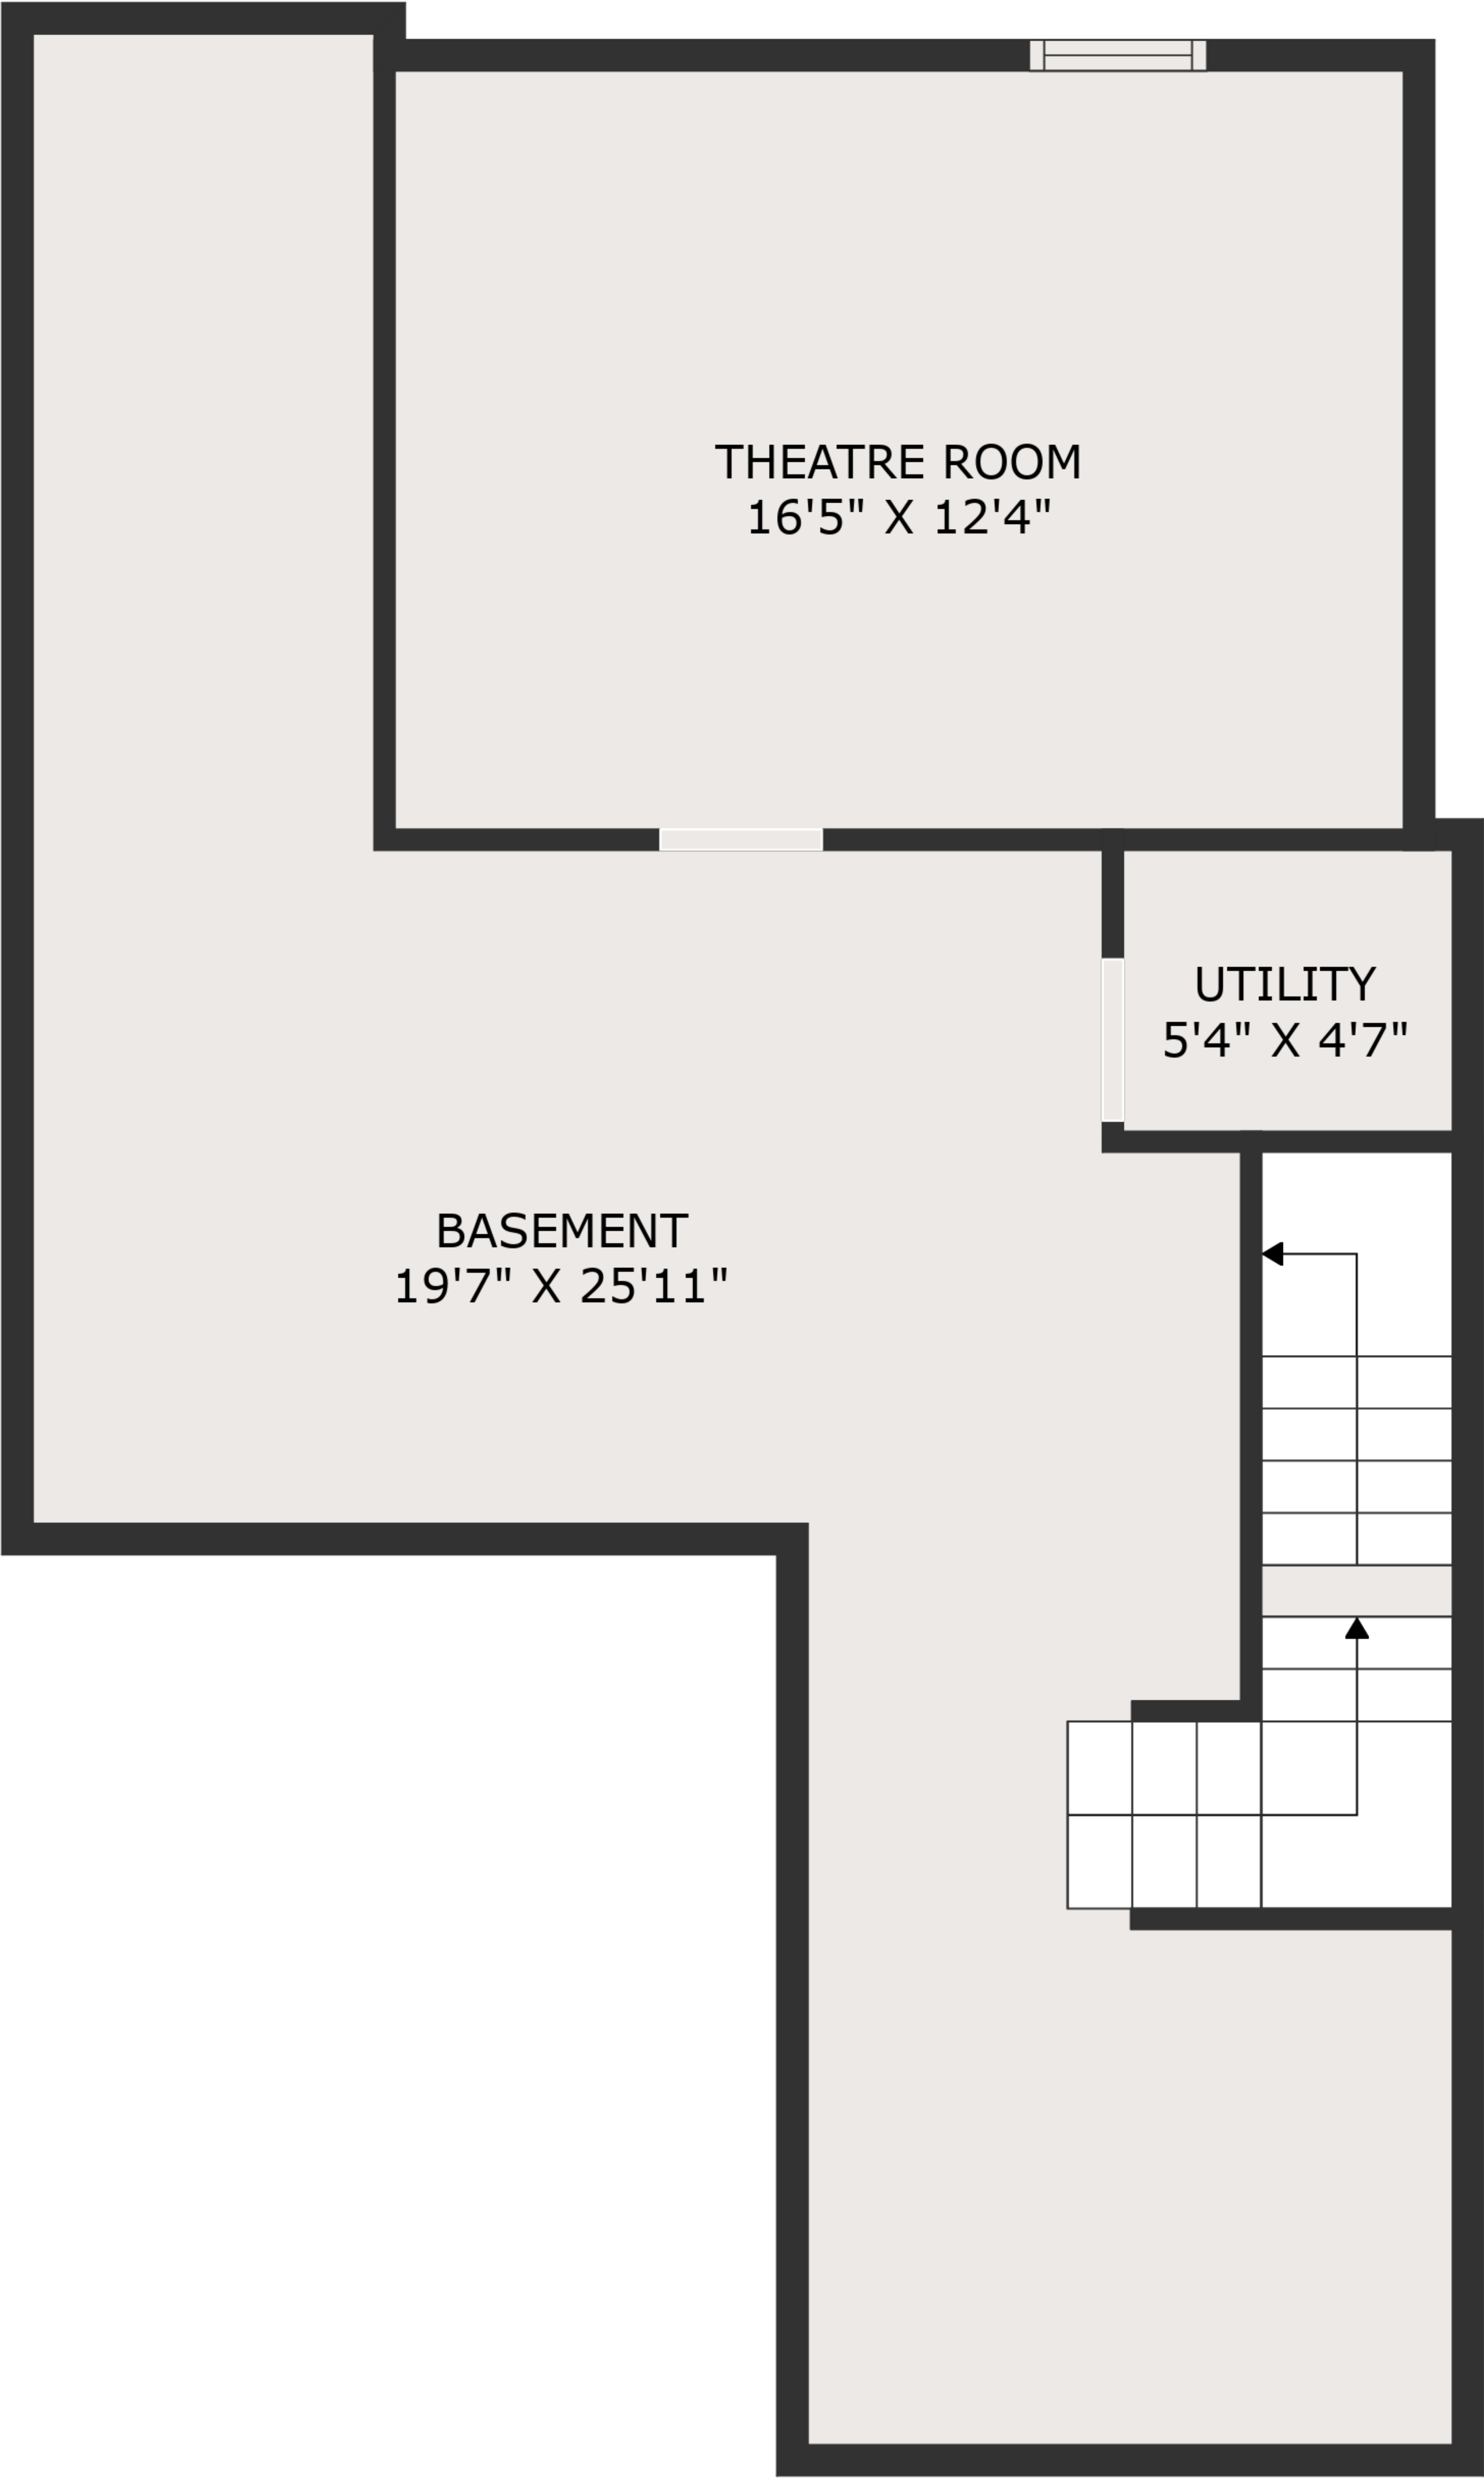 THEATRE ROOM
16'5" X 12'4"
UTILITY
5'4" X 4'7"
BASEMENT
19'7" X 25'11"